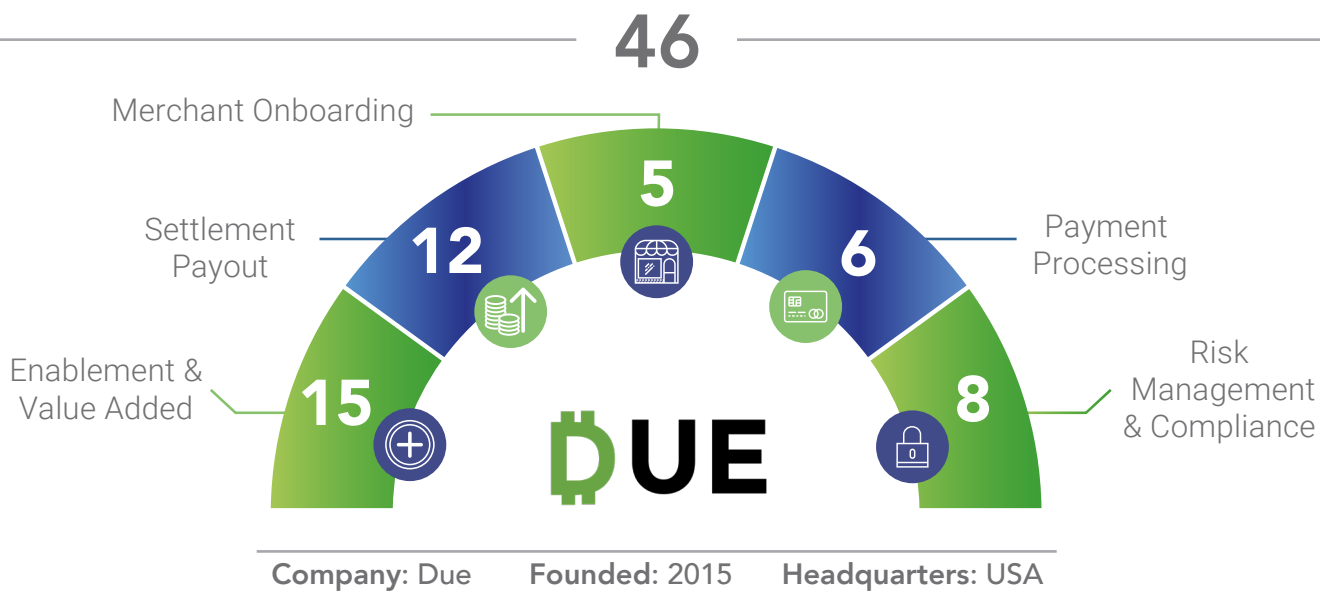 46
Merchant Onboarding
5
Settlement
Payout
12
6
Payment
Processing
Enablement &
Value Added
15
8
Risk
Management
& Compliance
0
DUE
Company: Due Founded: 2015 Headquarters: USA